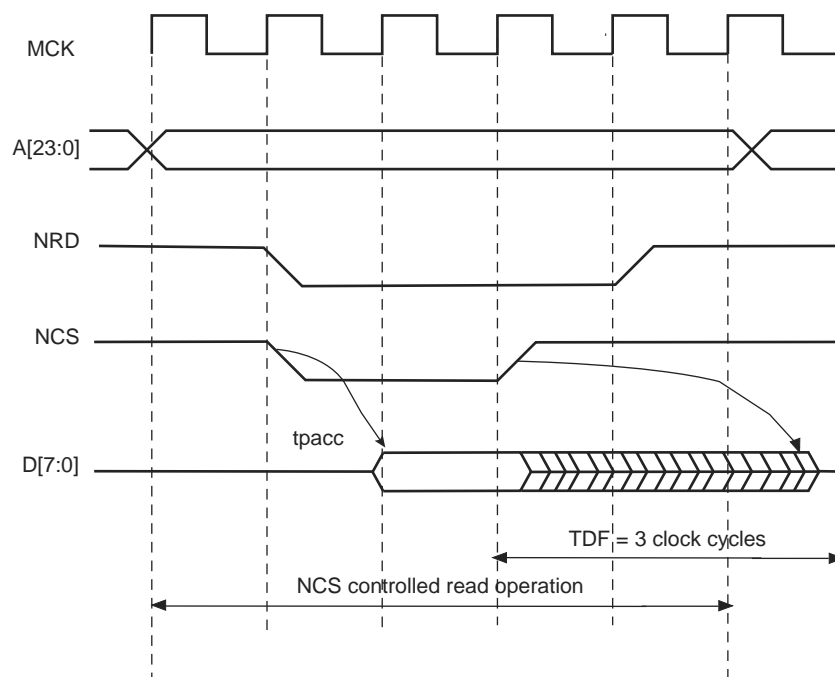 MCK
A[23:0]
NRD
NCS
tpacc
D[7:0]
TDF = 3 clock cycles
NCS controlled read operation